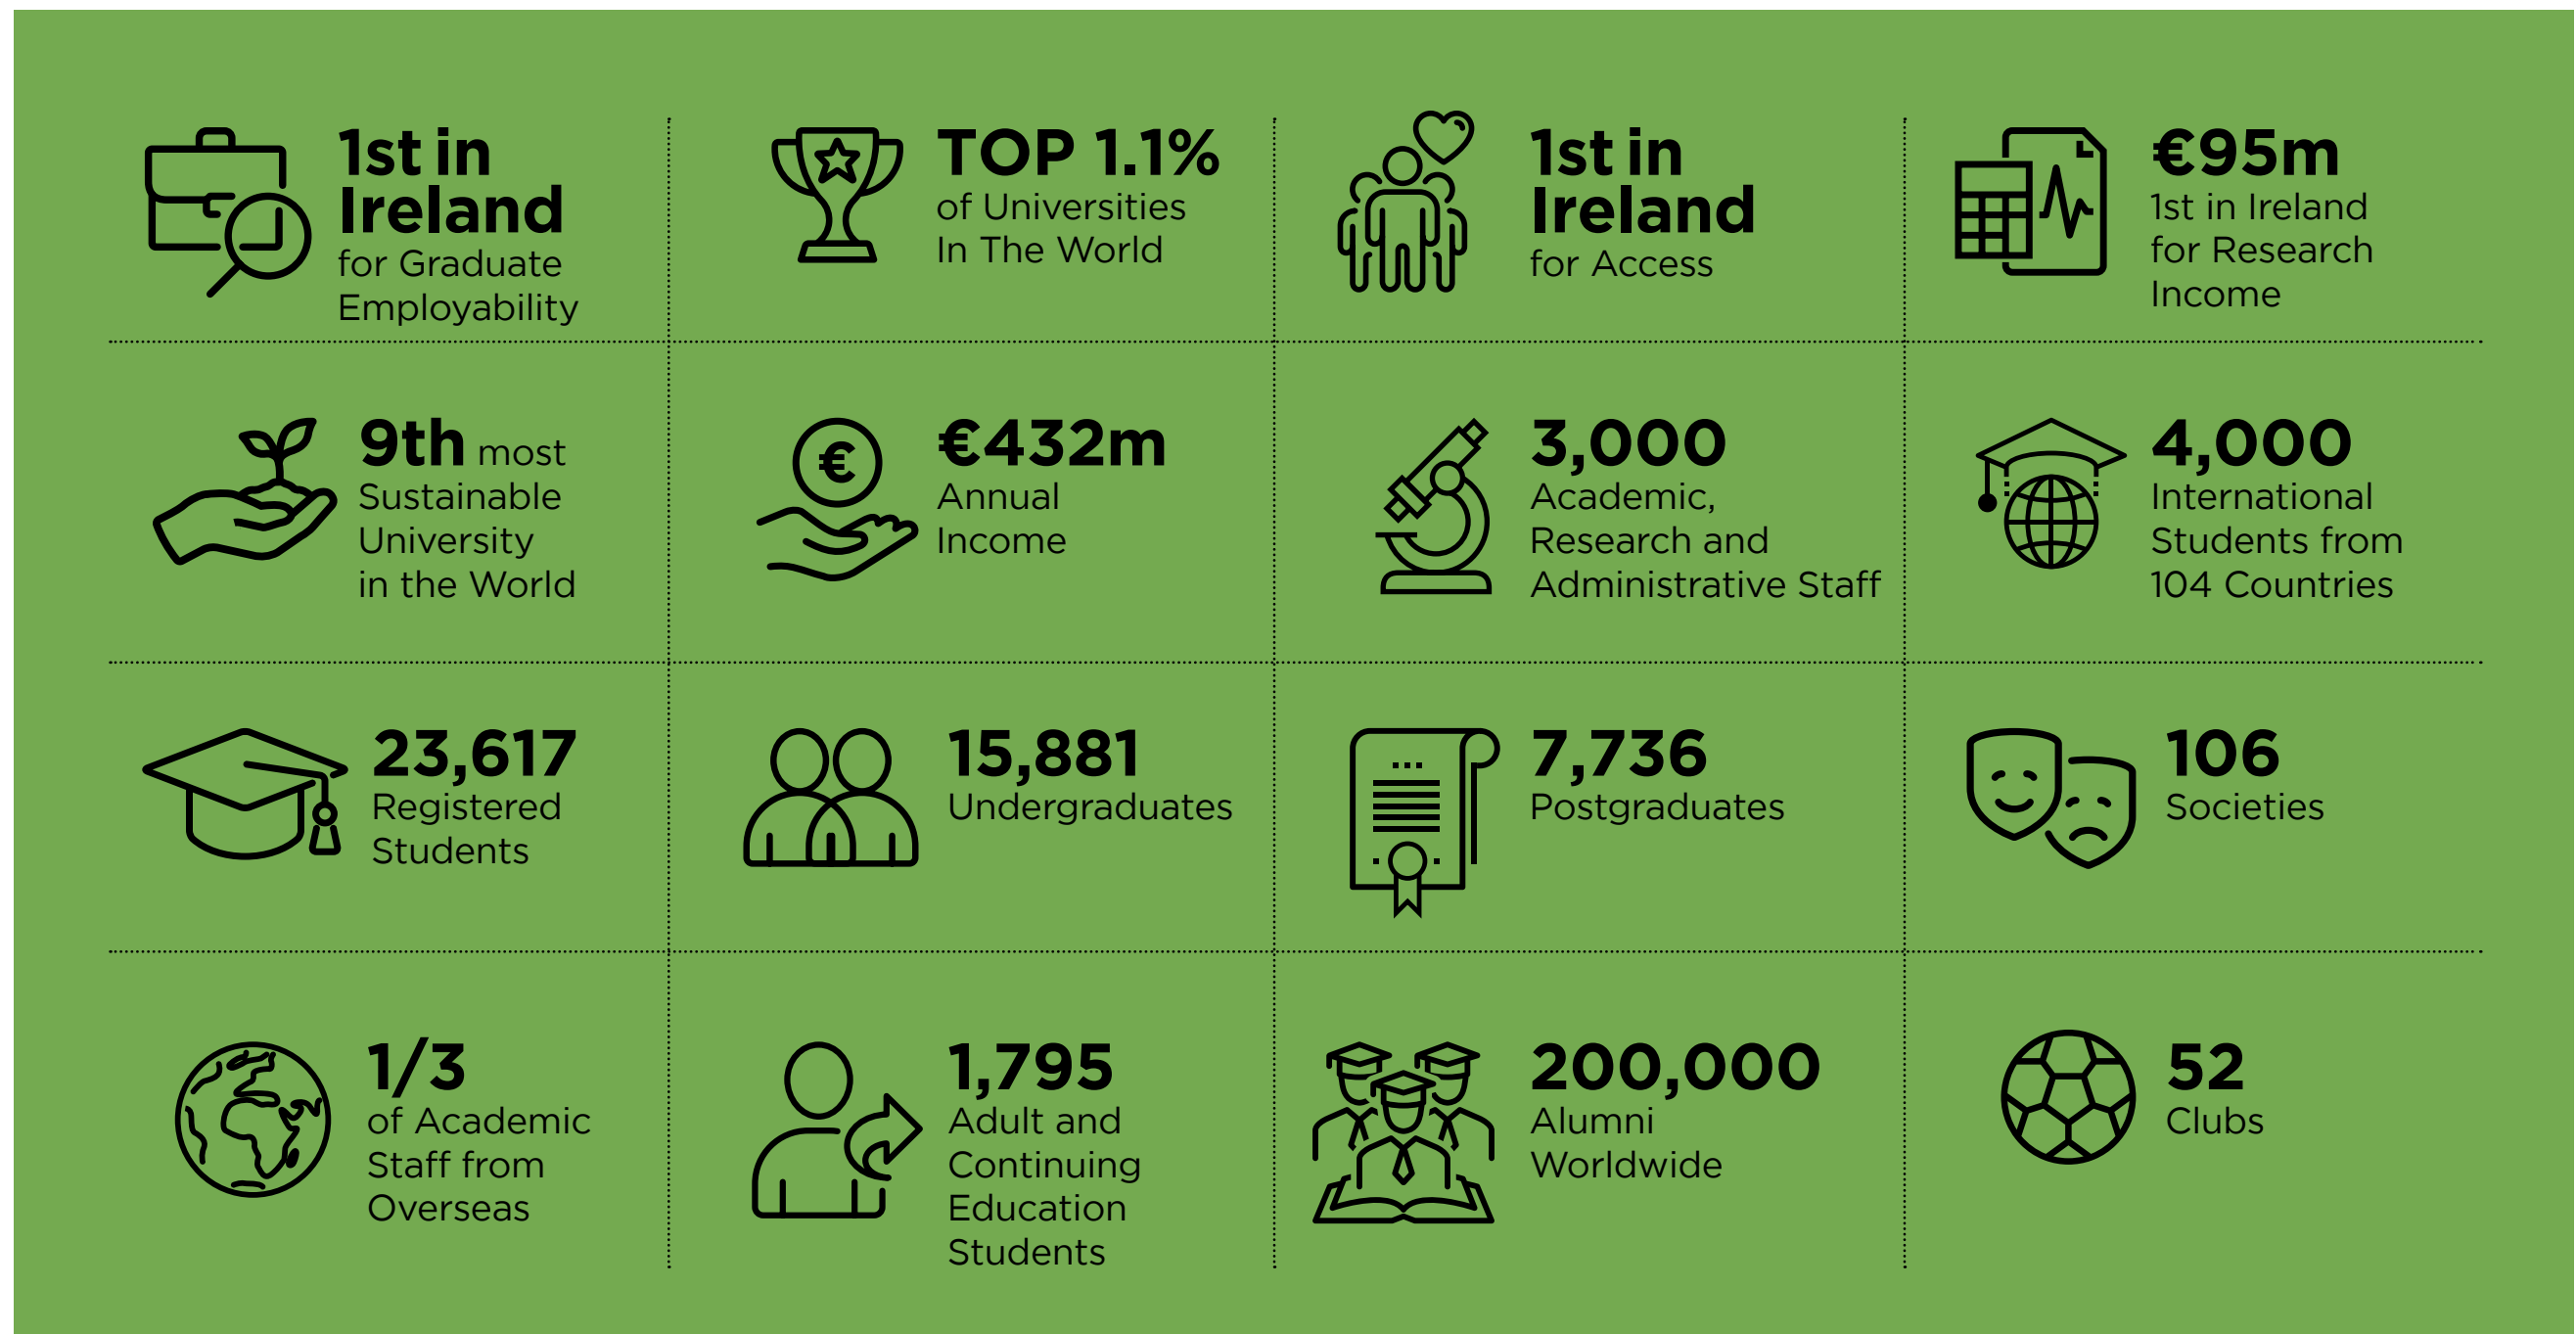 1st in
Ireland
for Graduate
Employability
TOP 1.1%
of Universities
In The World
1st in
Ireland
for Access
€95m
1st in Ireland
for Research
Income
9th most
Sustainable
University
in the World
€
€432m
Annual
Income
3,000
Academic,
Research and
Administrative Staff
4,000
International
Students from
104 Countries
23,617
Registered
Students
15,881
Undergraduates
7,736
Postgraduates
106
Societies
1/3
of Academic
Staff from
Overseas
1,795
Adult and
Continuing
Education
Students
200,000
Alumni
Worldwide
52
Clubs